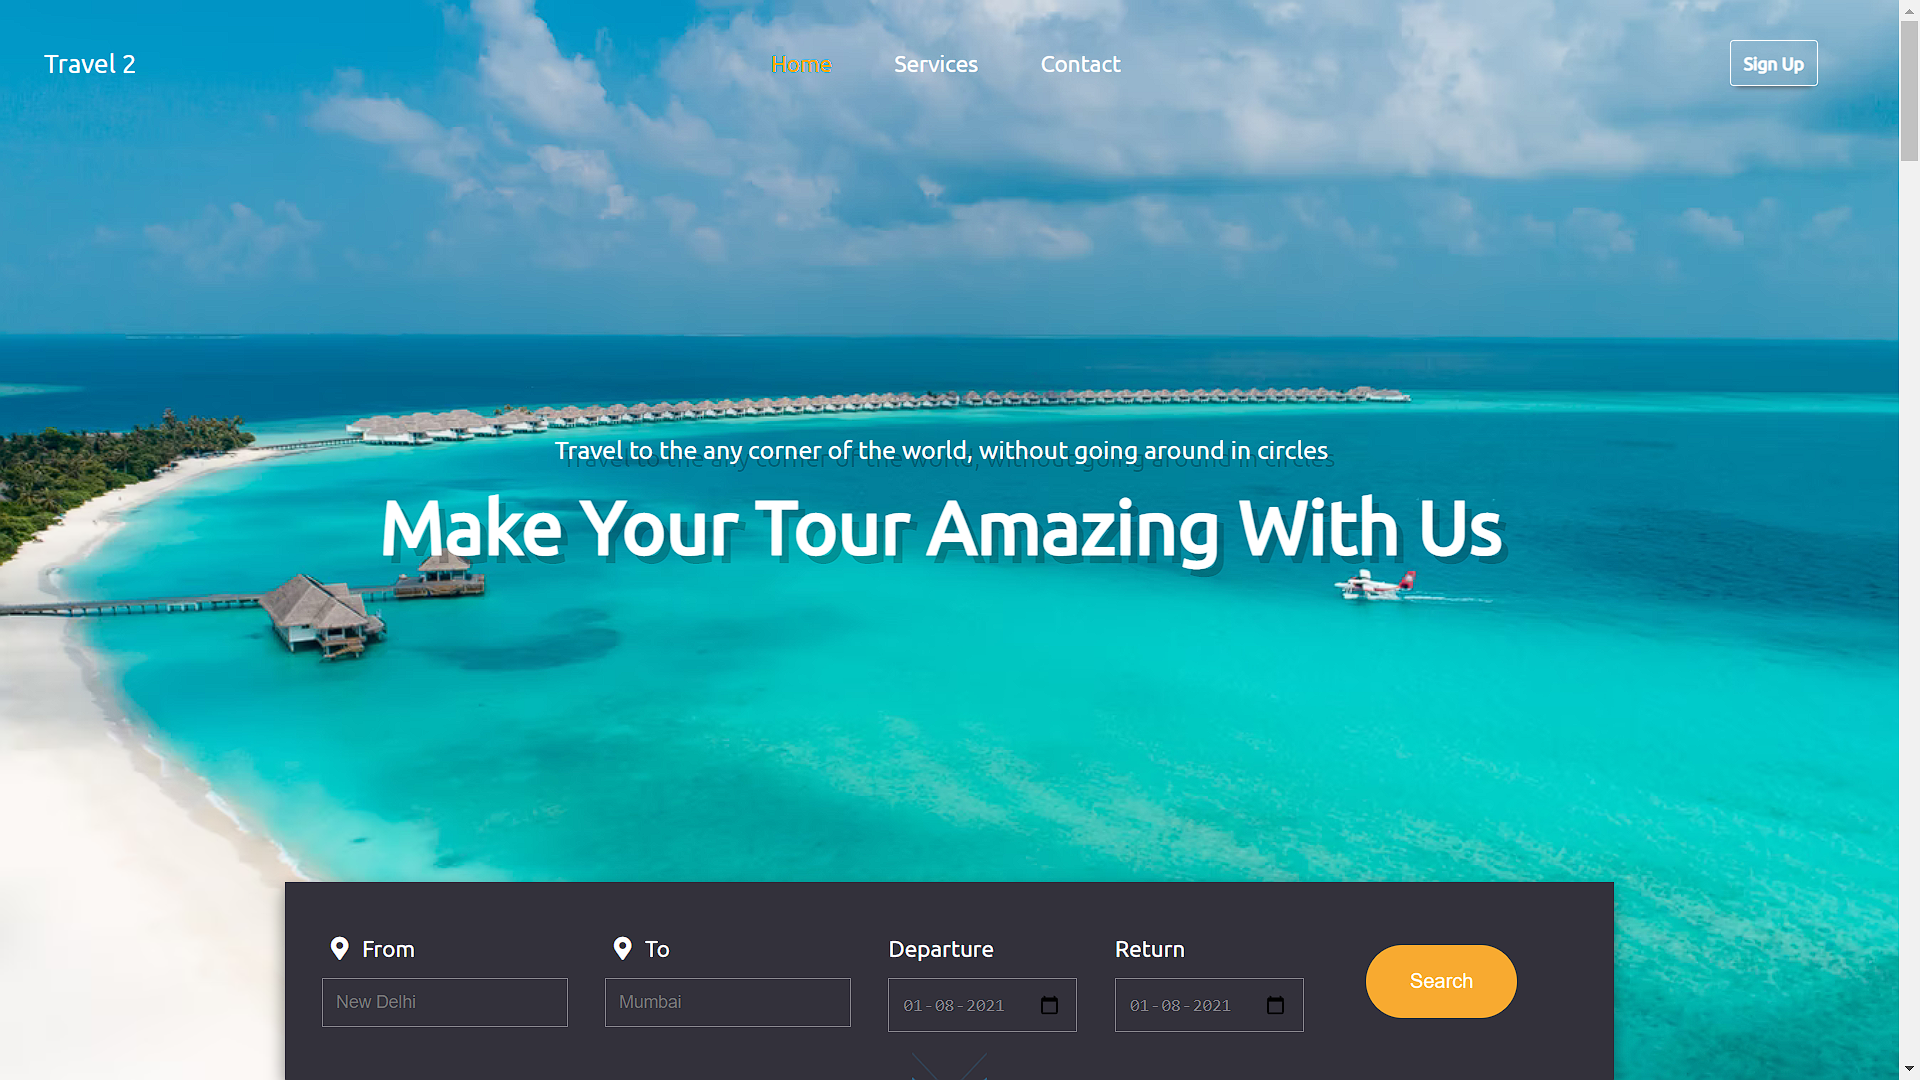 Travel 2
Home
Services
Contact
Sign Up
Travel to the any corner of the world, without going around in circles
Make Your Tour Amazing With Us
From
To
Departure
Return
New Delhi
Mumbai
01-08-2021
01-08-2021
Search